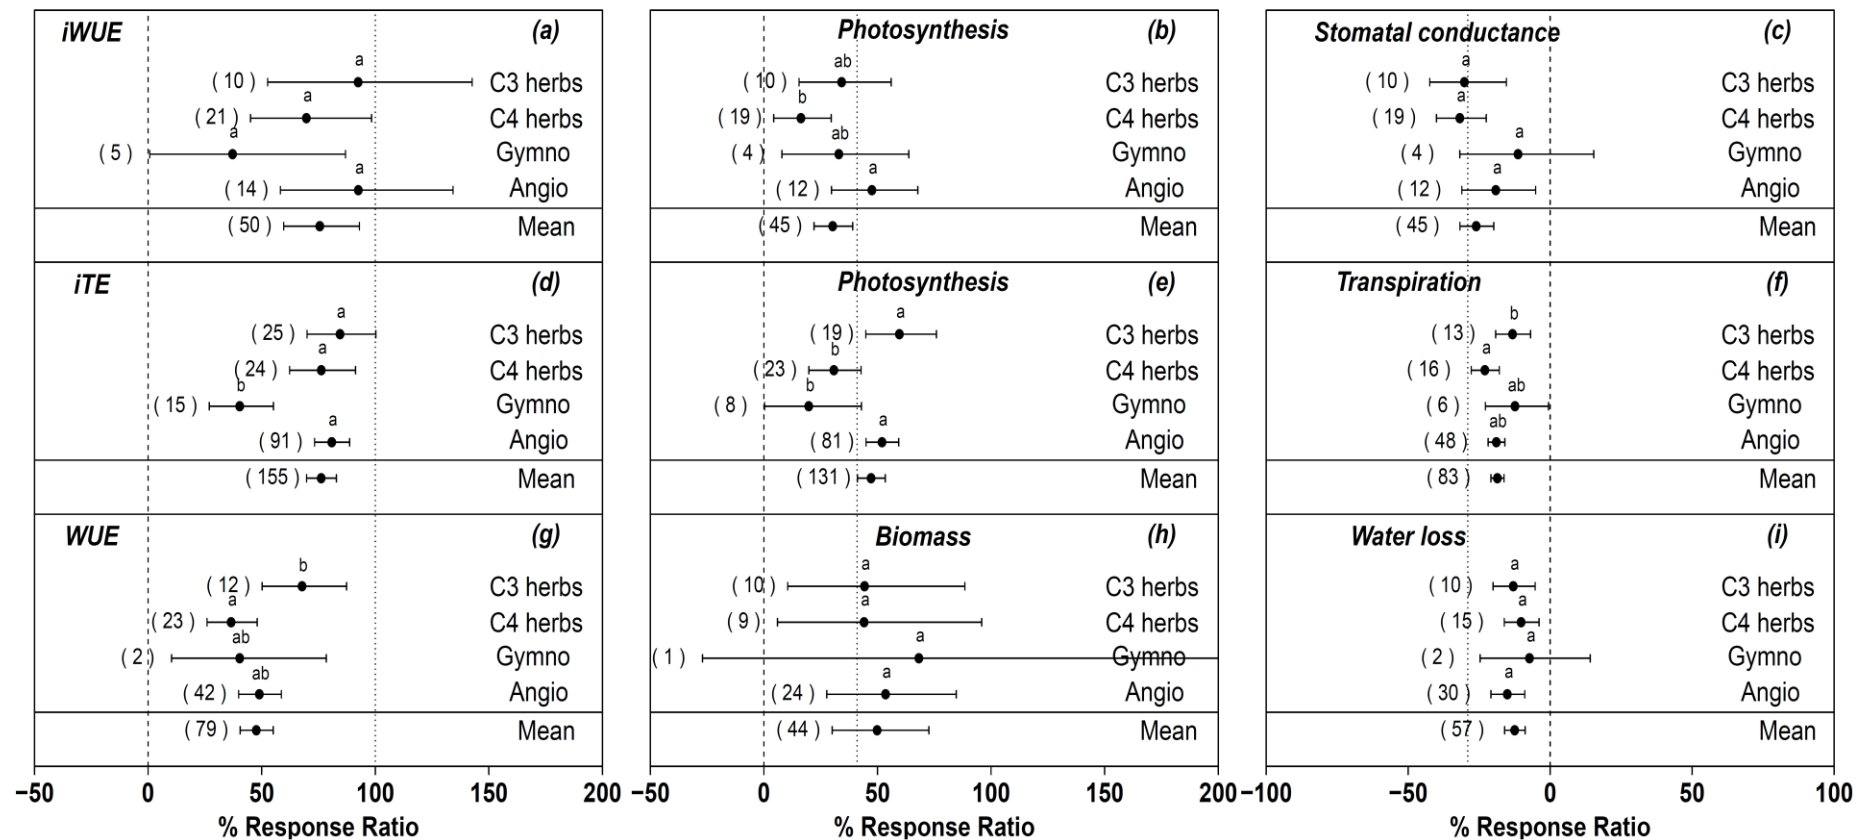 iWUE (a)
a
( 10 ) C3 herbs
a
( 21 ) C4 herbs
a
( 5 ) Gymno
a
( 14 ) Angio
( 50 ) Mean
Photosynthesis (b)
ab
( 10 ) C3 herbs
b
( 19 ) C4 herbs
ab
( 4 ) Gymno
a
( 12 ) Angio
( 45 ) Mean
Stomatal conductance (c)
a
( 10 ) C3 herbs
a
( 19 ) C4 herbs
a
( 4 ) Gymno
a
( 12 ) Angio
( 45 ) Mean
iTE (d)
a
( 25 ) C3 herbs
a
( 24 ) C4 herbs
b
( 15 ) Gymno
a
( 91 ) Angio
( 155 ) Mean
Photosynthesis (e)
a
( 19 ) C3 herbs
b
( 23 ) C4 herbs
b
( 8 ) Gymno
a
( 81 ) Angio
( 131 ) Mean
Transpiration (f)
b
( 13 ) C3 herbs
a
( 16 ) C4 herbs
ab
( 6 ) Gymno
ab
( 48 ) Angio
( 83 ) Mean
WUE (g)
b
( 12 ) C3 herbs
a
( 23 ) C4 herbs
ab
( 2 ) Gymno
ab
( 42 ) Angio
( 79 ) Mean
Biomass (h)
a
( 10 ) C3 herbs
a
( 9 ) C4 herbs
a
( 1 ) Gymno
a
( 24 ) Angio
( 44 ) Mean
Water loss (i)
a
( 10 ) C3 herbs
a
( 15 ) C4 herbs
a
( 2 ) Gymno
a
( 30 ) Angio
( 57 ) Mean
−50 0 50 100 150 200
% Response Ratio
−50 0 50 100 150 200
% Response Ratio
−100 −50 0 50 100
% Response Ratio